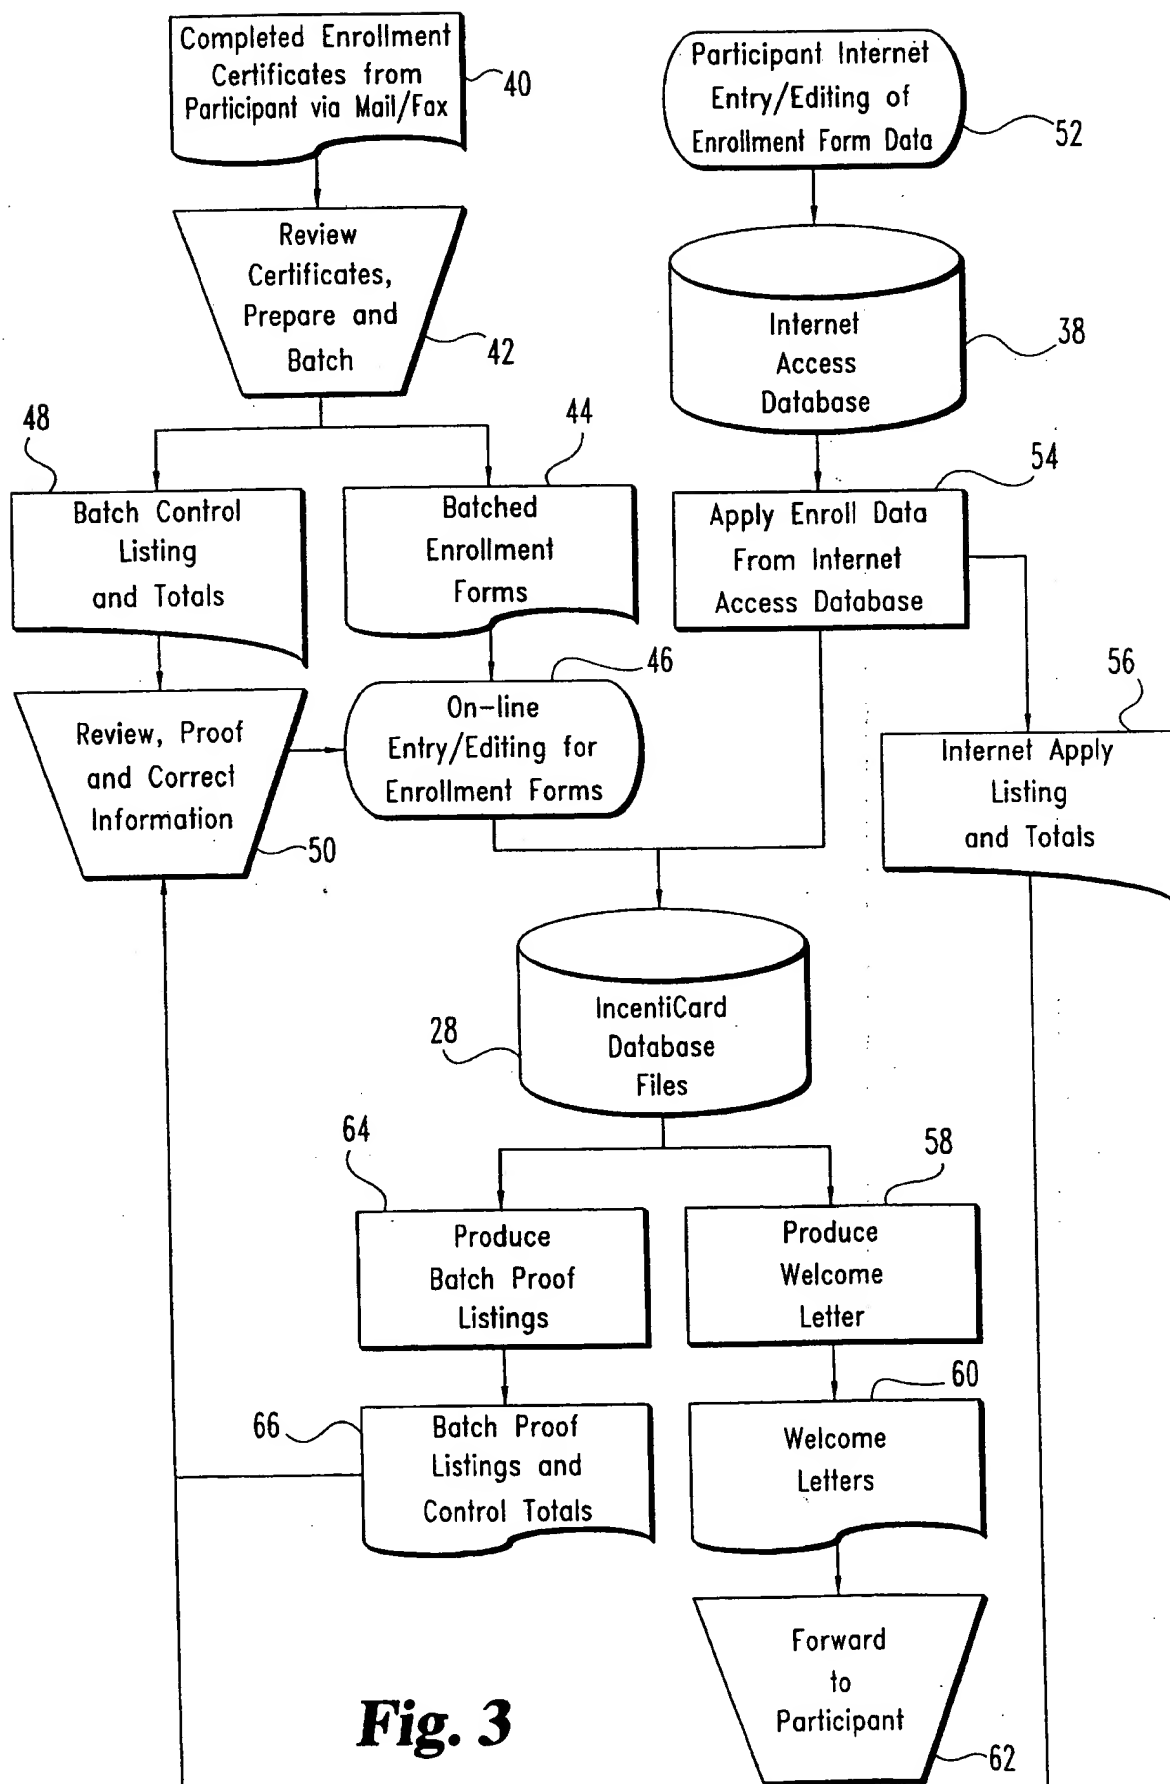 Completed Enrollment
Certificates from
Participant via Mail/Fax
40
Participant Internet
Entry/Editing of
Enrollment Form Data
52
Review
Certificates,
Prepare and
Batch
42
Internet
Access
Database
38
48
Batch Control
Listing
and Totals
44
Batched
Enrollment
Forms
54
Apply Enroll Data
From Internet
Access Database
Review, Proof
and Correct
Information
50
46
On-line
Entry/Editing for
Enrollment Forms
56
Internet Apply
Listing
and Totals
28
IncentiCard
Database
Files
64
Produce
Batch Proof
Listings
58
Produce
Welcome
Letter
66
Batch Proof
Listings and
Control Totals
60
Welcome
Letters
Forward
to
Participant
62
Fig. 3